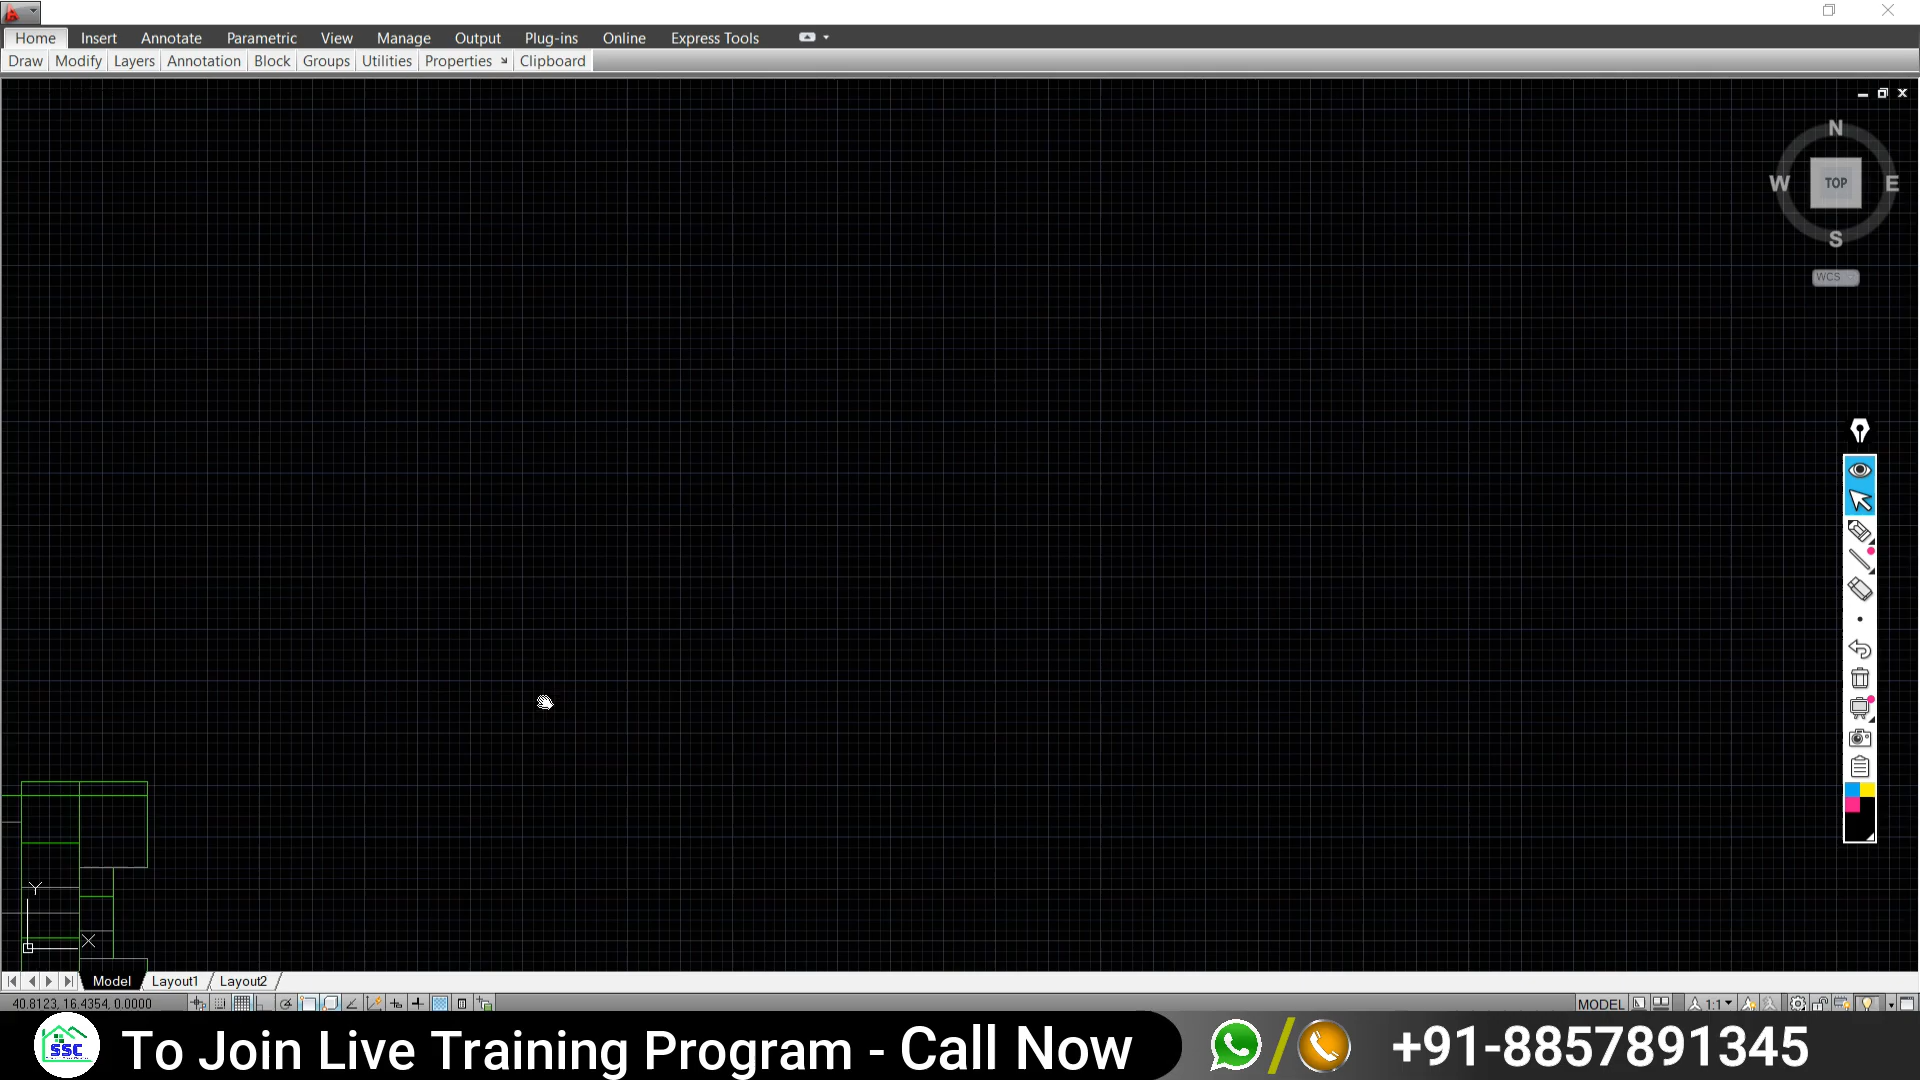 Home Insert Annotate Parametric View Manage Output Plug-ins Online Express Tools
Draw Modify Layers Annotation Block Groups Utilities Properties Clipboard
N
W TOP E
S
WCS
Y
X
Model Layout1 Layout2
40.8123, 16.4354, 0.0000 MODEL 1:1
SSC To Join Live Training Program - Call Now / +91-8857891345